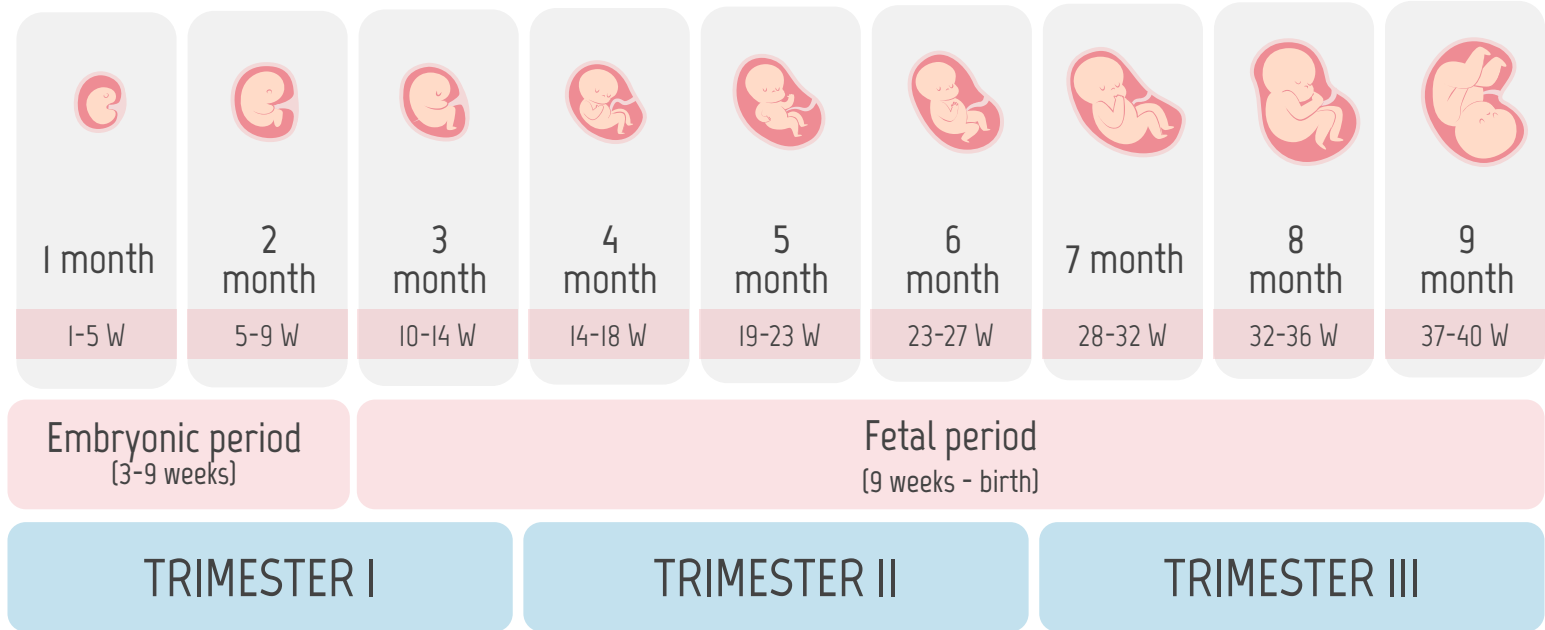 1 month
2
month
3
month
4
month
5
month
6
month
7 month
8
month
9
month
1-5 W
5-9 W
10-14 W
14-18 W
19-23 W
23-27 W
28-32 W
32-36 W
37-40 W
Embryonic period
(3-9 weeks)
Fetal period
(9 weeks - birth)
TRIMESTER I
TRIMESTER II
TRIMESTER III